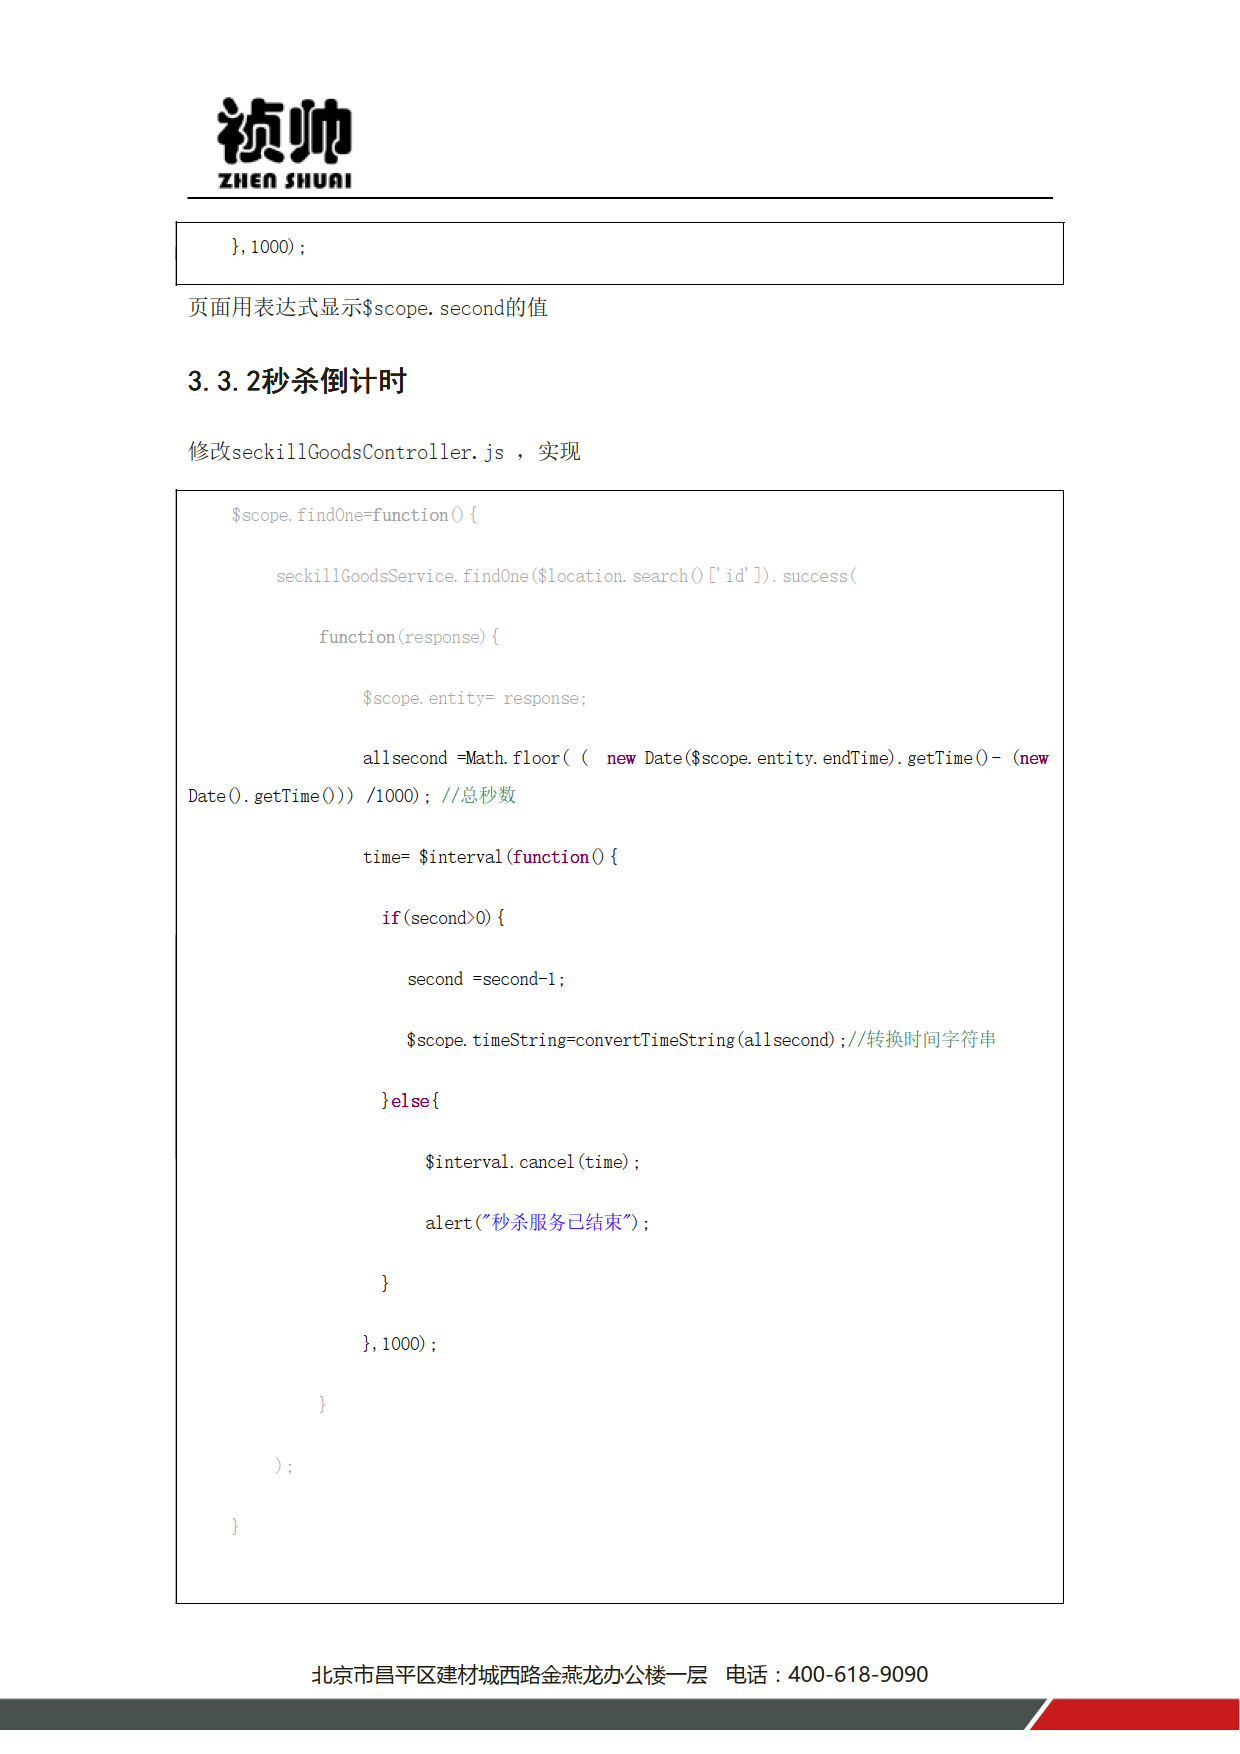 祯帅
ZHEN SHUAI
},1000);
页面用表达式显示$scope.second的值
3.3.2秒杀倒计时
修改seckillGoodsController.js ，实现
$scope.findOne=function(){
seckillGoodsService.findOne($location.search()['id']).success(
function(response){
$scope.entity= response;
allsecond =Math.floor( (  new Date($scope.entity.endTime).getTime()- (new
Date().getTime())) /1000); //总秒数
time= $interval(function(){
if(second>0){
second =second-1;
$scope.timeString=convertTimeString(allsecond);//转换时间字符串
}else{
$interval.cancel(time);
alert("秒杀服务已结束");
}
},1000);
}
);
}
北京市昌平区建材城西路金燕龙办公楼一层   电话：400-618-9090